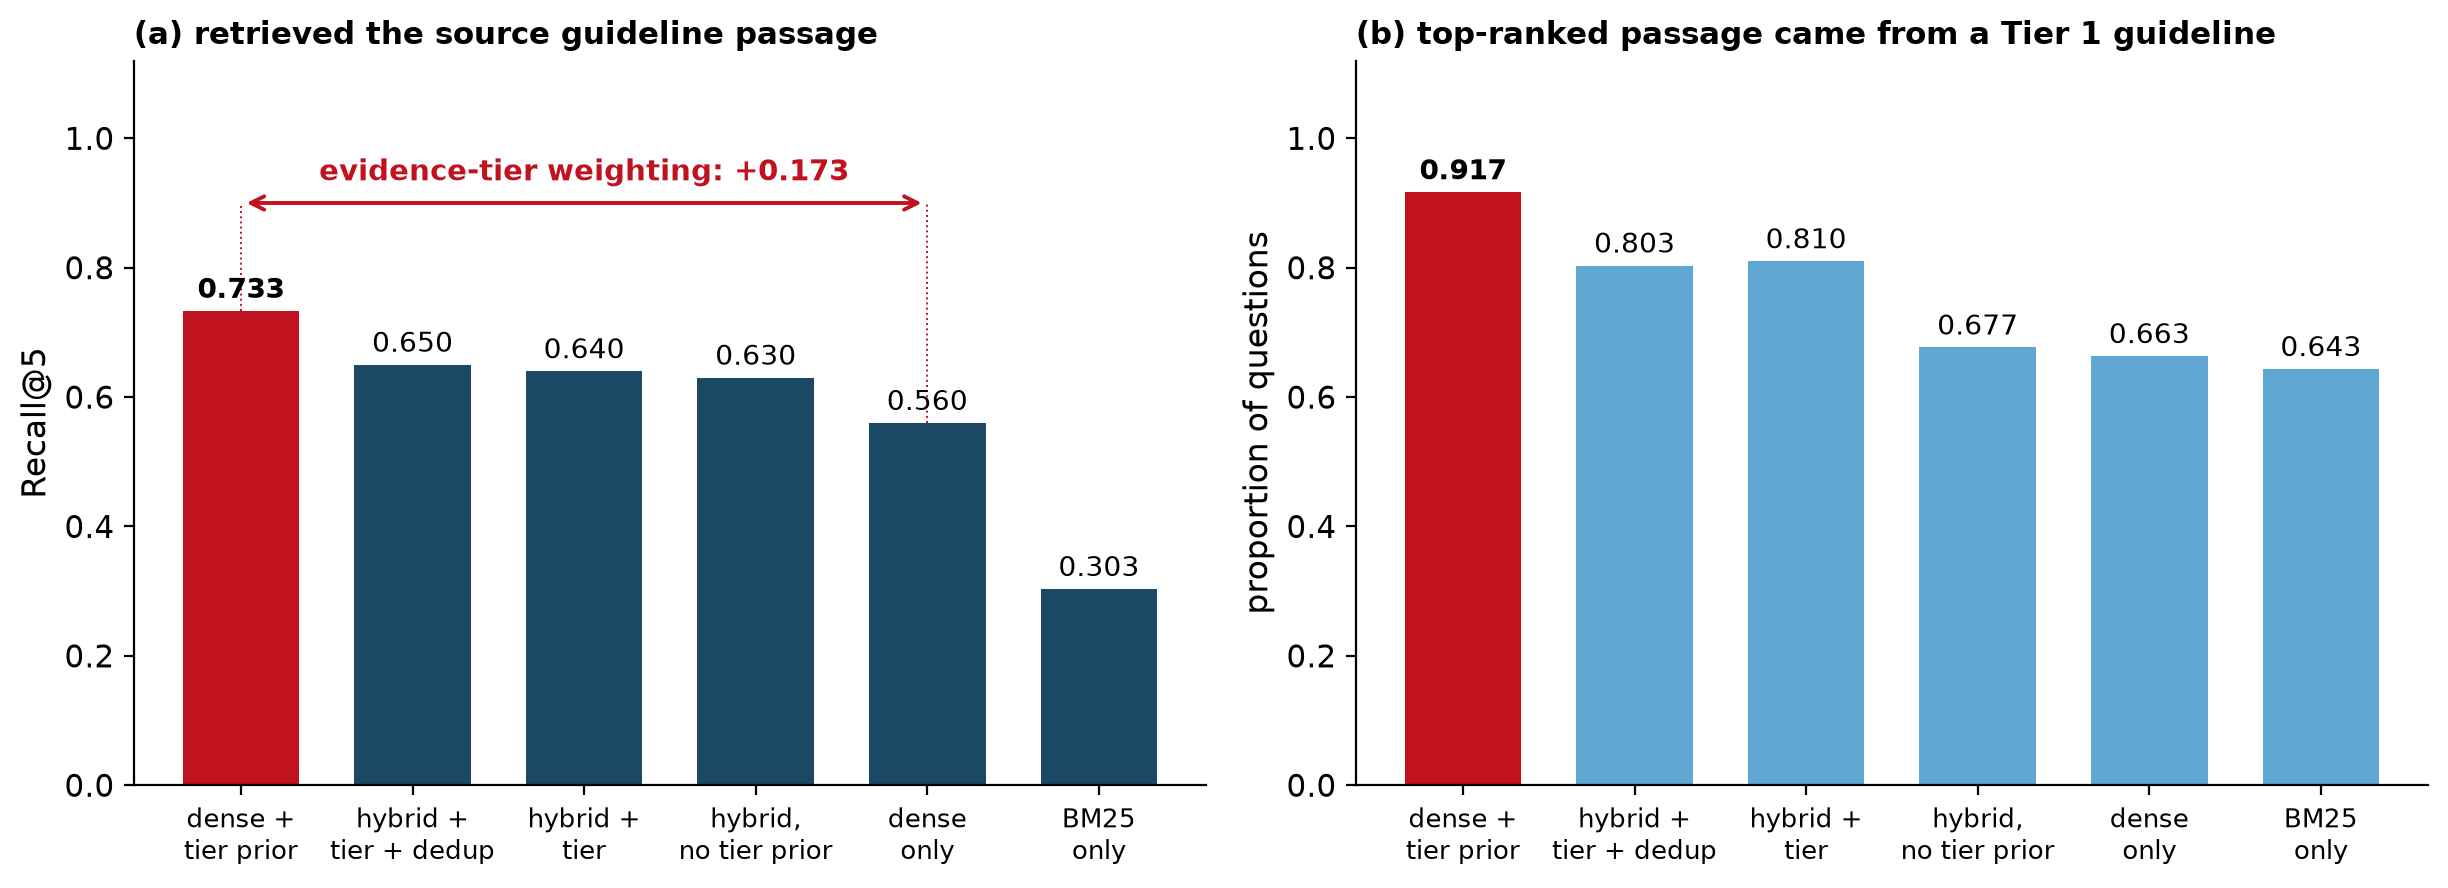 (a) retrieved the source guideline passage
Recall@5
1.0
0.8
0.6
0.4
0.2
0.0
evidence-tier weighting: +0.173
0.733
0.650
0.640
0.630
0.560
0.303
dense +
tier prior
hybrid +
tier + dedup
hybrid +
tier
hybrid,
no tier prior
dense
only
BM25
only
(b) top-ranked passage came from a Tier 1 guideline
proportion of questions
1.0
0.8
0.6
0.4
0.2
0.0
0.917
0.803
0.810
0.677
0.663
0.643
dense +
tier prior
hybrid +
tier + dedup
hybrid +
tier
hybrid,
no tier prior
dense
only
BM25
only